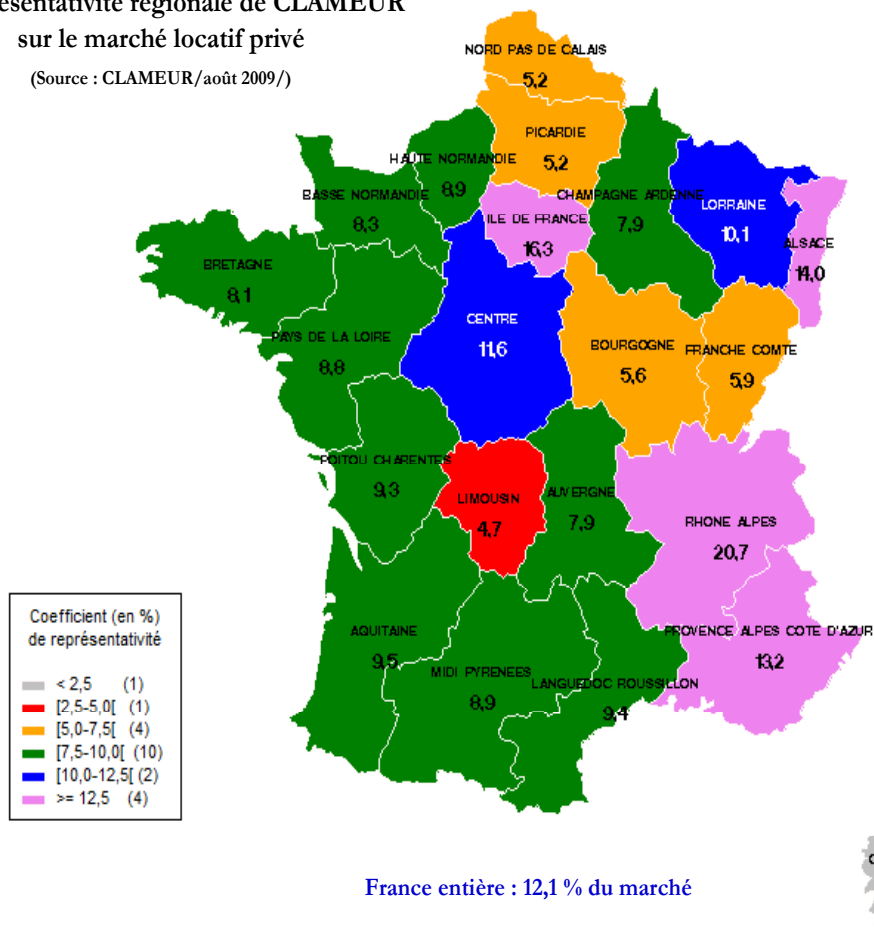 régionale de CLAMEUR
sur le marché locatif privé
(Source : CLAMEUR/août 2009/)
NORD PAS DE CALAIS
5,2
PICARDIE
5,2
HAUTE NORMANDIE
8,9
BASSE NORMANDIE
8,3
ILE DE FRANCE
16,3
CHAMPAGNE ARDENNE
7,9
LORRAINE
10,1
ALSACE
14,0
BRETAGNE
8,1
PAYS DE LA LOIRE
8,8
CENTRE
11,6
BOURGOGNE
5,6
FRANCHE COMTE
5,9
POITOU CHARENTES
9,3
LIMOUSIN
4,7
AUVERGNE
7,9
RHONE ALPES
20,7
AQUITAINE
9,5
MIDI PYRENEES
8,9
LANGUEDOC ROUSSILLON
9,4
PROVENCE ALPES COTE D'AZUR
13,2
Coefficient (en %)
de représentativité
< 2,5 (1)
[2,5-5,0[ (1)
[5,0-7,5[ (4)
[7,5-10,0[ (10)
[10,0-12,5[ (2)
>= 12,5 (4)
France entière : 12,1 % du marché